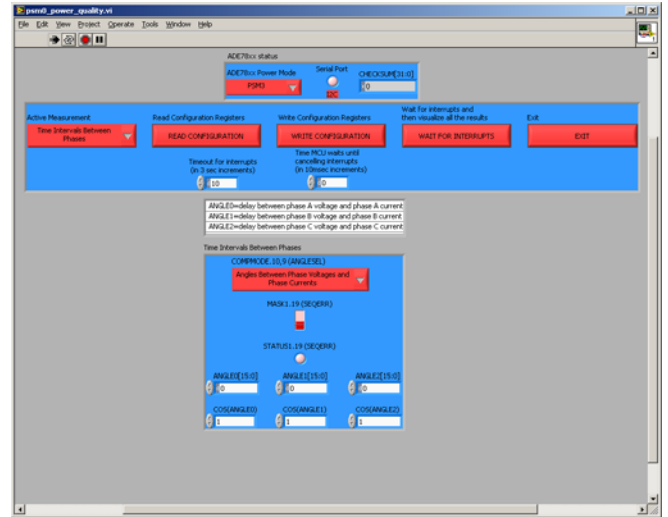 psm0_power_quality.vi
File Edit View Project Operate Tools Window Help
ADE78xx status
ADE78xx Power Mode Serial Port CHECKSUM[31:0]
PSM3 I2C 0
Active Measurement Read Configuration Registers Write Configuration Registers Wait for interrupts and
then visualize all the results Exit
Time Intervals Between
Phases READ CONFIGURATION WRITE CONFIGURATION WAIT FOR INTERRUPTS EXIT
Timeout for interrupts
(in 3 sec increments)
10
Time MCU waits until
cancelling interrupts
(in 10msec increments)
0
ANGLE0=delay between phase A voltage and phase A current
ANGLE1=delay between phase B voltage and phase B current
ANGLE2=delay between phase C voltage and phase C current
Time Intervals Between Phases
COMPMODE.10,9 (ANGLESEL)
Angles Between Phase Voltages and
Phase Currents
MASK1.19 (SEQERR)
STATUS1.19 (SEQERR)
ANGLE0[15:0] ANGLE1[15:0] ANGLE2[15:0]
0 0 0
COS(ANGLE0) COS(ANGLE1) COS(ANGLE2)
1 1 1